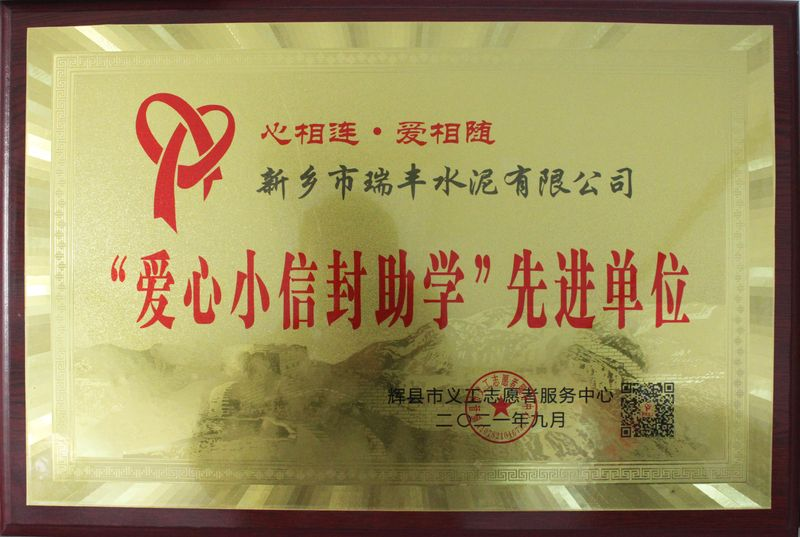 心相连·爱相随
新乡市瑞丰水泥有限公司
“爱心小信封助学”先进单位
辉县市义工志愿者服务中心
二〇二一年九月